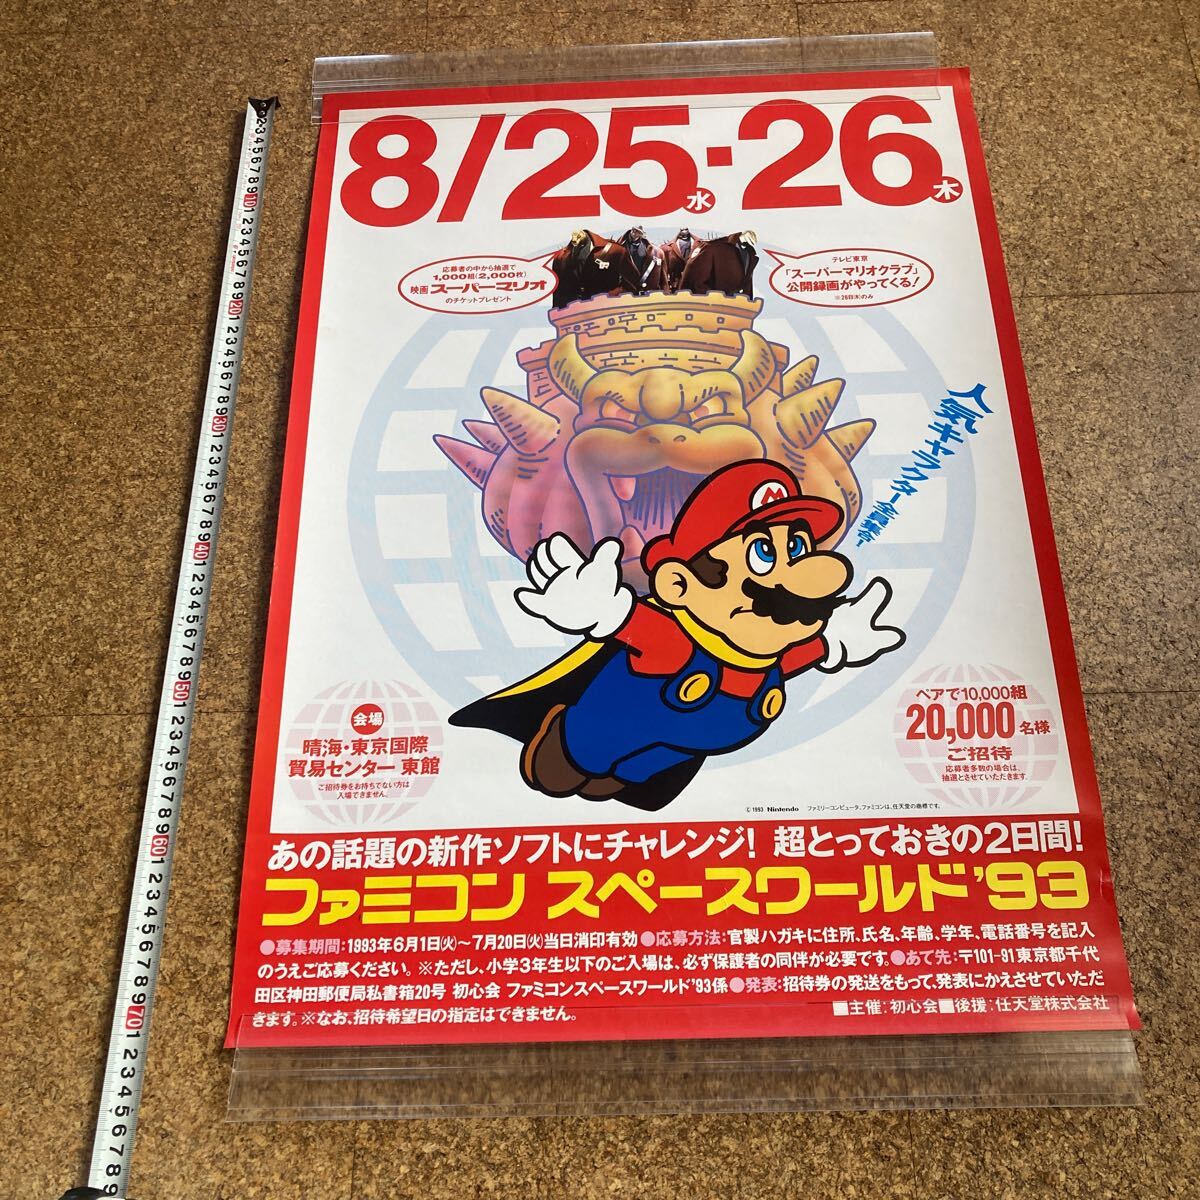 8/25水・26木
応募者の中から抽選で
1,000組(2,000枚)
映画 スーパーマリオ
のチケットプレゼント
テレビ東京
「スーパーマリオクラブ」
公開録画がやってくる!
※26日(木)のみ
人気キャラクター全員集合!
M
会場
晴海・東京国際
貿易センター 東館
ご招待券をお持ちでない方は
入場できません。
ペアで10,000組
20,000名様
ご招待
応募者多数の場合は、
抽選とさせていただきます。
© 1993 Nintendo ファミリーコンピュータ、ファミコンは、任天堂の商標です。
あの話題の新作ソフトにチャレンジ! 超とっておきの2日間!
ファミコン スペースワールド'93
●募集期間:1993年6月1日(火)〜7月20日(火)当日消印有効●応募方法:官製ハガキに住所、氏名、年齢、学年、電話番号を記入
のうえご応募ください。※ただし、小学3年生以下のご入場は、必ず保護者の同伴が必要です。●あて先:〒101-91東京都千代
田区神田郵便局私書箱20号 初心会 ファミコンスペースワールド'93係●発表:招待券の発送をもって、発表にかえさせていただ
きます。※なお、招待希望日の指定はできません。
■主催:初心会■後援:任天堂株式会社